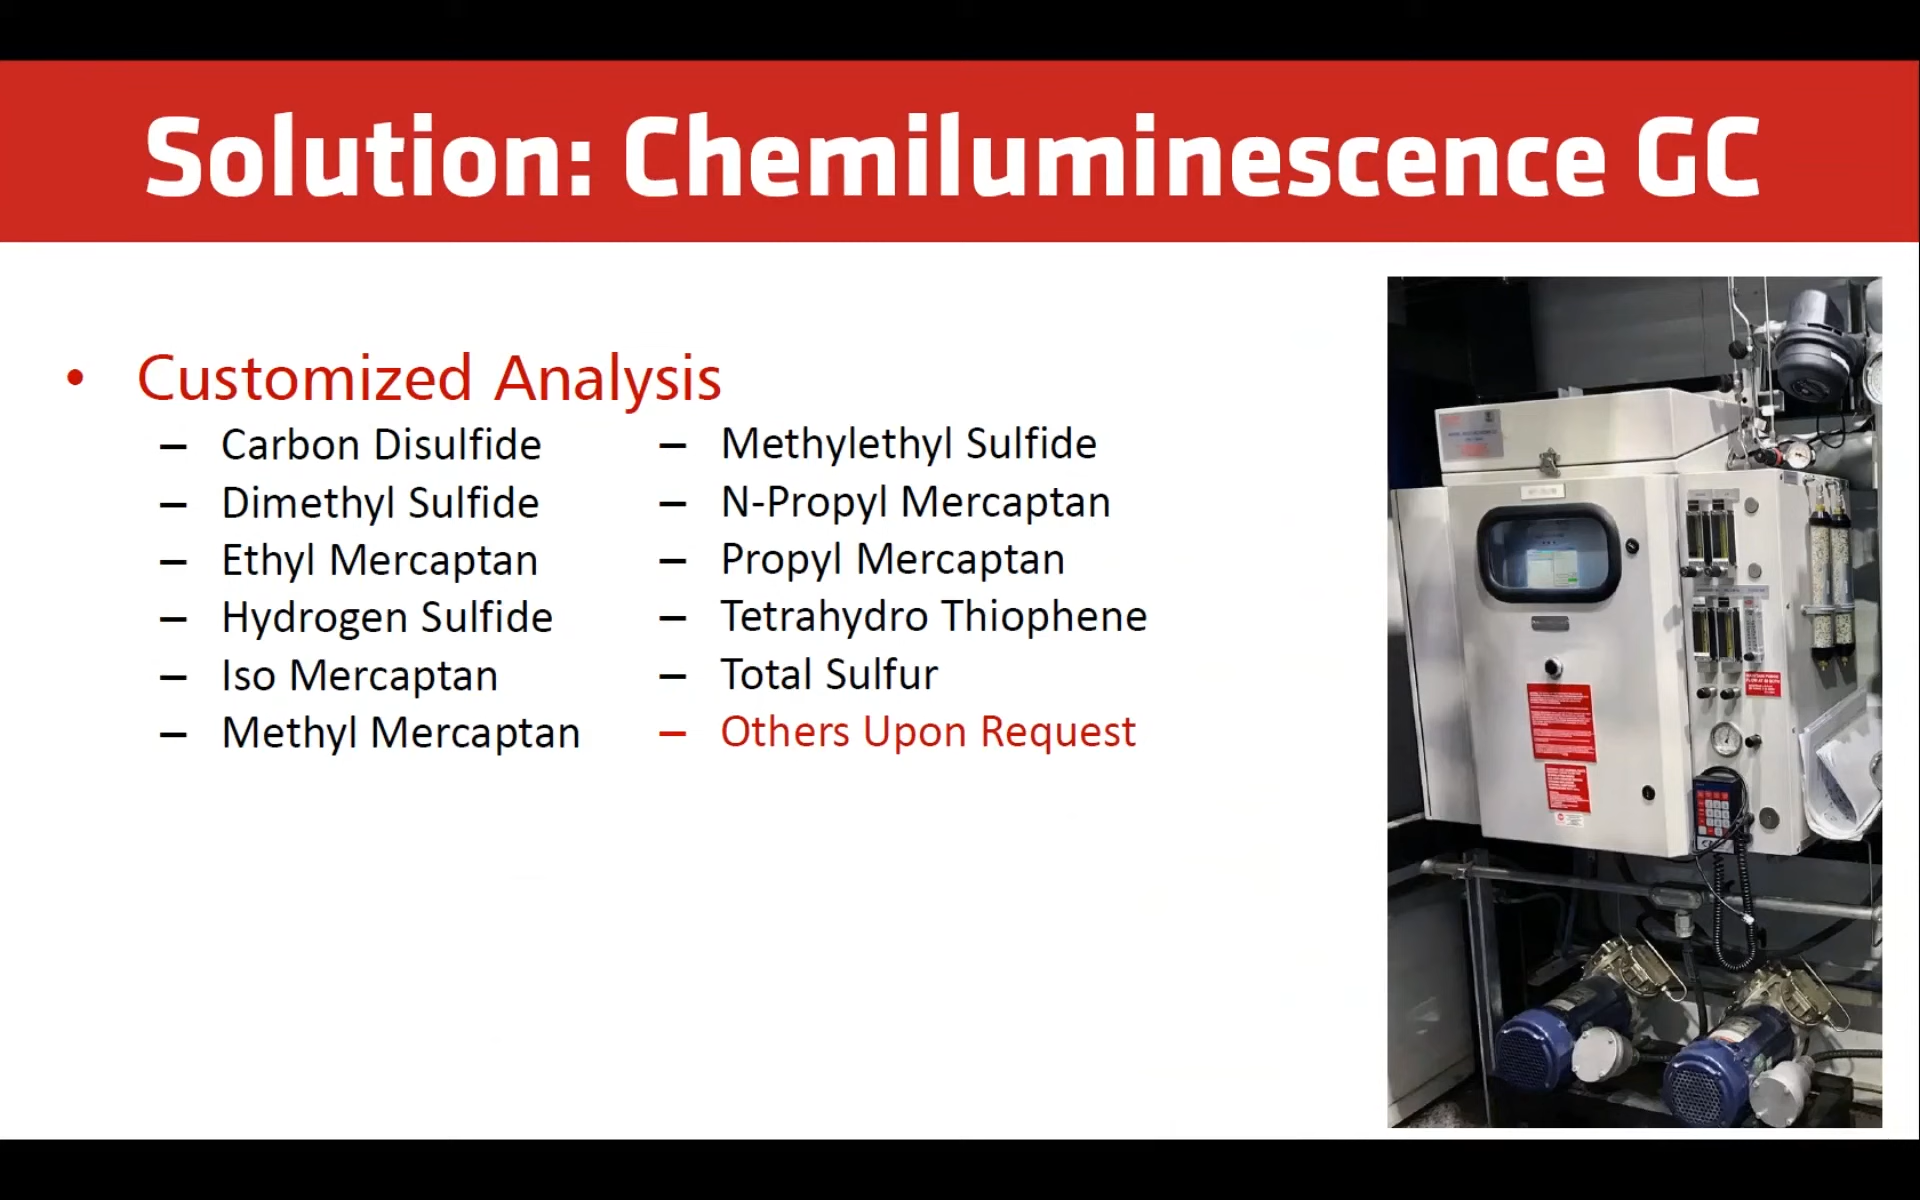 Solution: Chemiluminescence GC
• Customized Analysis
– Carbon Disulfide
– Dimethyl Sulfide
– Ethyl Mercaptan
– Hydrogen Sulfide
– Iso Mercaptan
– Methyl Mercaptan
– Methylethyl Sulfide
– N-Propyl Mercaptan
– Propyl Mercaptan
– Tetrahydro Thiophene
– Total Sulfur
– Others Upon Request